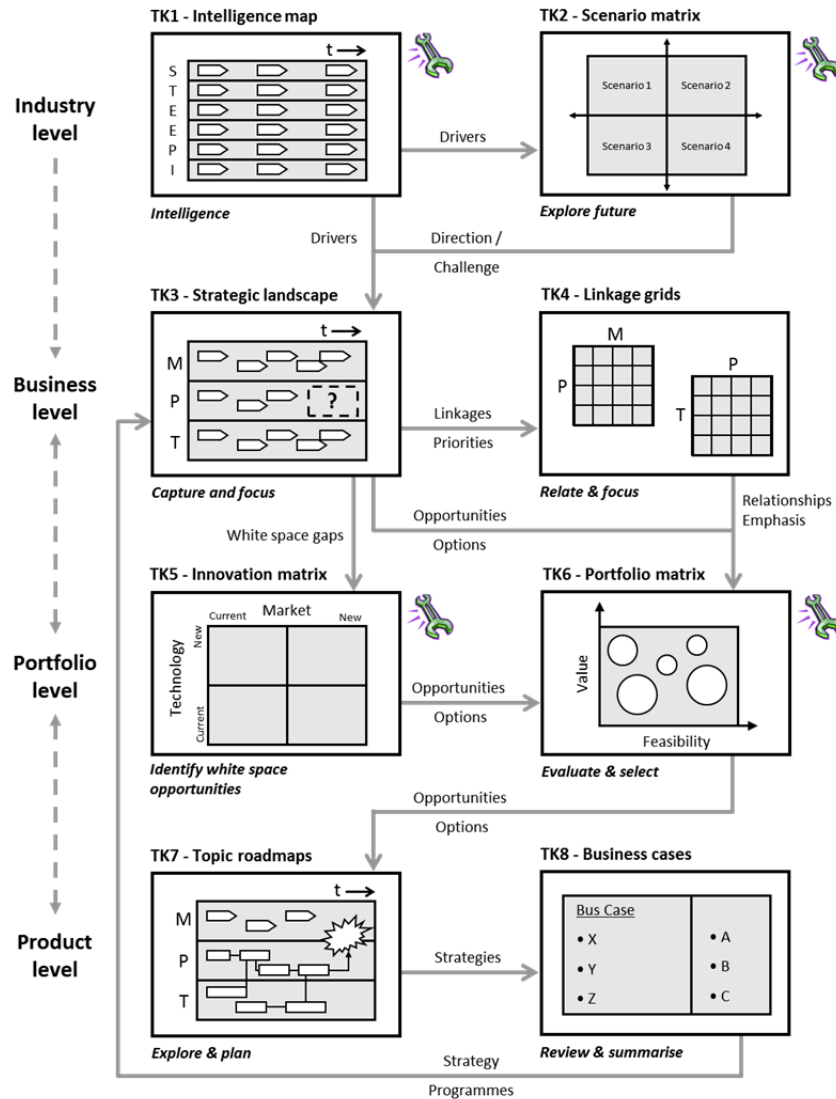 TK1 - Intelligence map
TK2 - Scenario matrix
t
S
T
E
E
P
I
Scenario 1
Scenario 2
Scenario 3
Scenario 4
Industry
level
Drivers
Intelligence
Explore future
Drivers
Direction /
Challenge
TK3 - Strategic landscape
TK4 - Linkage grids
t
M
P
T
?
M
P
P
T
Business
level
Linkages
Priorities
Capture and focus
Relate & focus
White space gaps
Opportunities
Options
Relationships
Emphasis
TK5 - Innovation matrix
TK6 - Portfolio matrix
Market
Current
New
Technology
New
Current
Portfolio
level
Opportunities
Options
Value
Feasibility
Identify white space
opportunities
Evaluate & select
Opportunities
Options
TK7 - Topic roadmaps
TK8 - Business cases
t
M
P
T
Product
level
Strategies
Bus Case
• X
• Y
• Z
• A
• B
• C
Explore & plan
Review & summarise
Strategy
Programmes